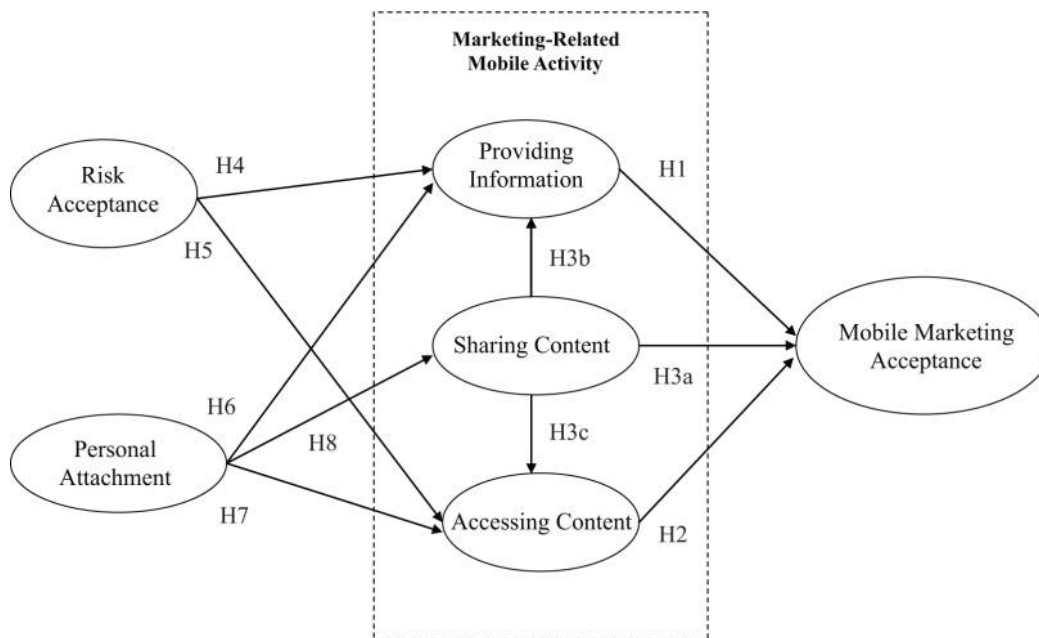 Marketing-Related
Mobile Activity
Providing
Information
H1
Risk
Acceptance
H4
H5
H3b
Sharing Content
H3a
Mobile Marketing
Acceptance
H6
H8
H3c
Personal
Attachment
H7
Accessing Content
H2